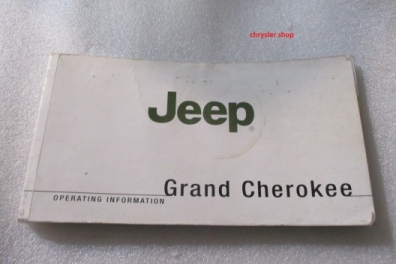 chrysler shop
Jeep
Grand Cherokee
OPERATING INFORMATION